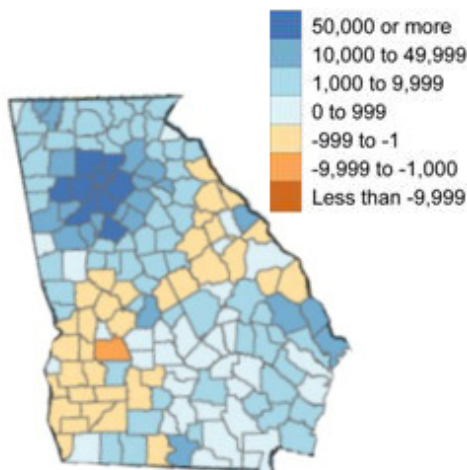 50,000 or more
10,000 to 49,999
1,000 to 9,999
0 to 999
-999 to -1
-9,999 to -1,000
Less than -9,999